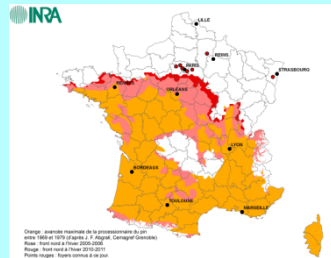 INRA
LILLE
REIMS
PARIS
STRASBOURG
RENNES
ORLÉANS
LYON
BORDEAUX
TOULOUSE
MARSEILLE
Orange : avancée maximale de la processionnaire du pin
entre 1969 et 1979 (d'après J. F. Abgrall, Cemagref Grenoble)
Rose : front nord à l'hiver 2005-2006
Rouge : front nord à l'hiver 2010-2011
Points rouges : foyers connus à ce jour